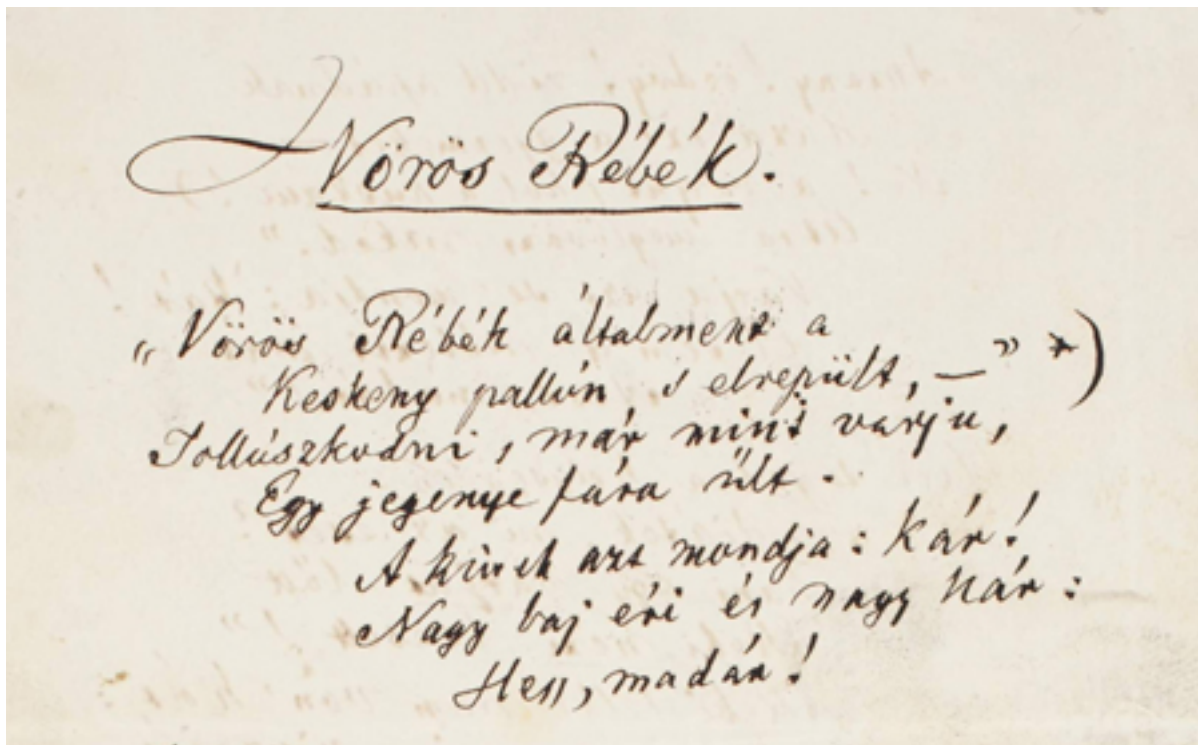 Vörös Rébék.
„Vörös Rébék általment a
Keskeny pallón s elrepült, —” *)
Tollászkodni, már mint várju,
Egy jegenye fára ült.
A kinek azt mondja: kár!
Nagy baj éri és nagy kár:
Hess, madár!